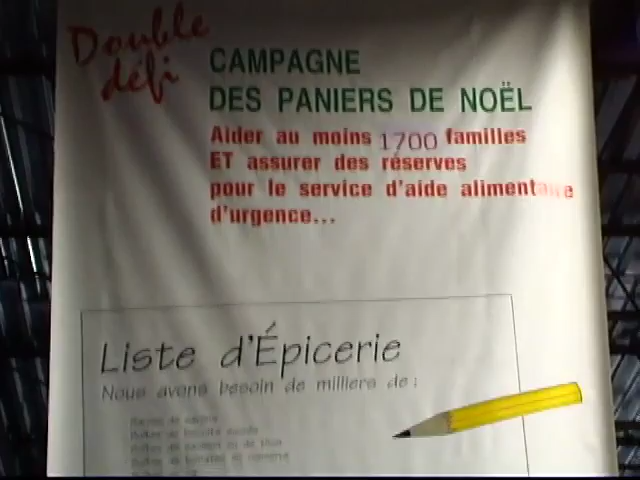 Double
défi
CAMPAGNE
DES PANIERS DE NOËL
Aider au moins 1700 familles
ET assurer des réserves
pour le service d'aide alimentaire
d'urgence...
Liste d'Épicerie
Nous avons besoin de milliers de :